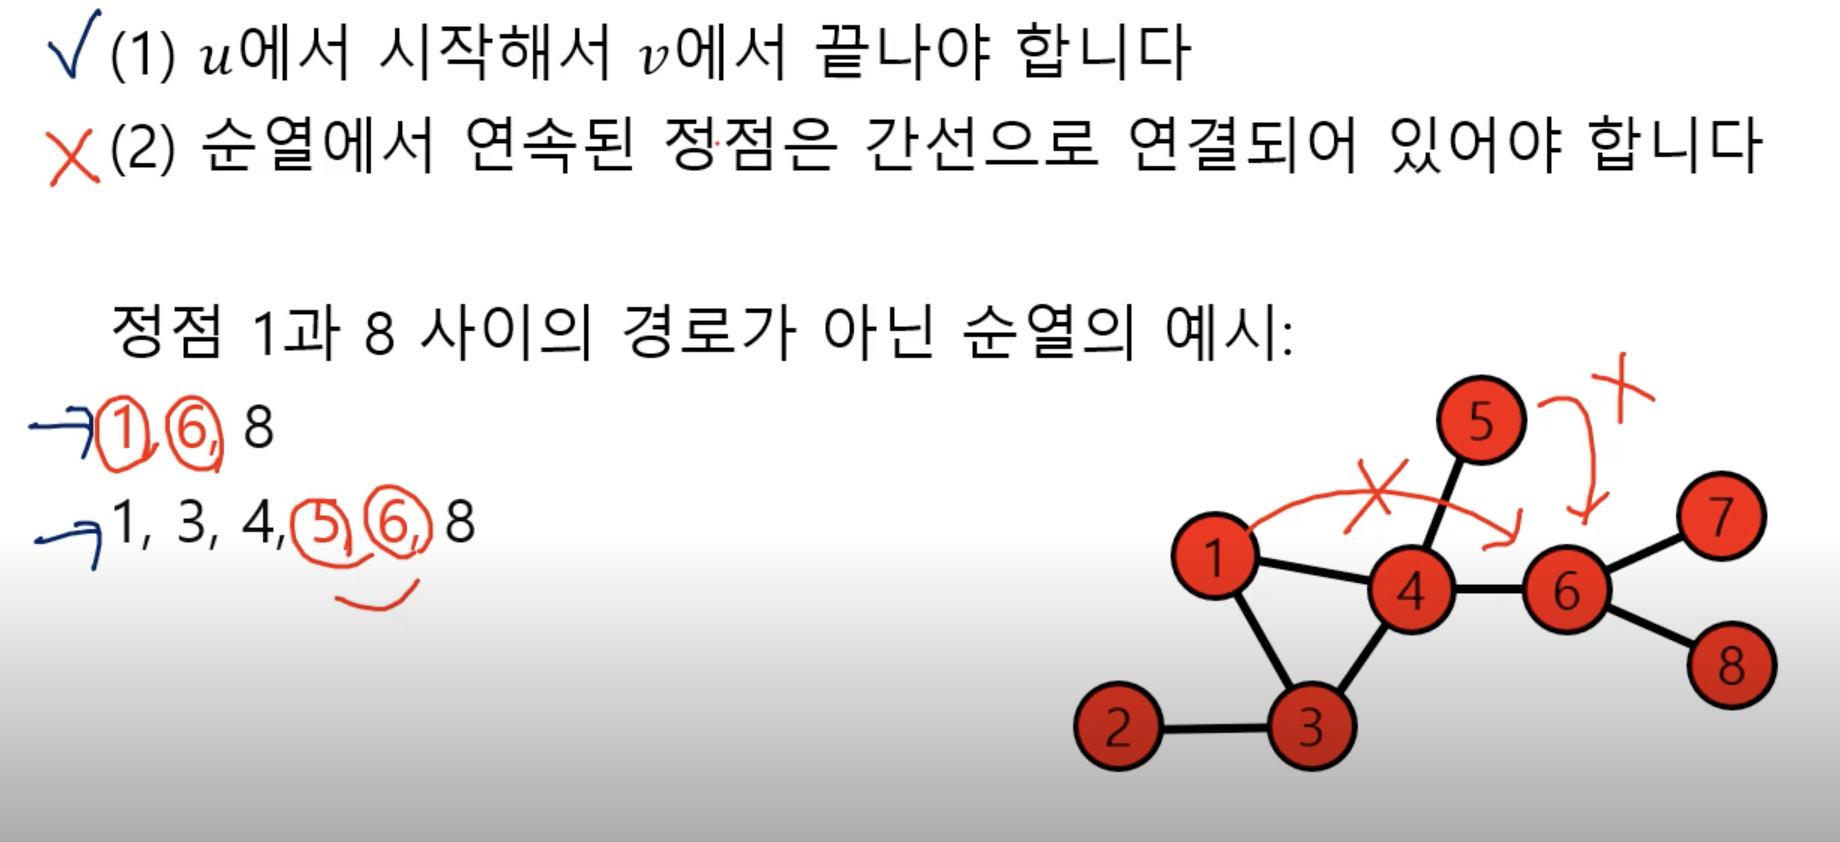 (1) u에서 시작해서 v에서 끝나야 합니다
(2) 순열에서 연속된 정점은 간선으로 연결되어 있어야 합니다
정점 1과 8 사이의 경로가 아닌 순열의 예시:
1, 6, 8
1, 3, 4, 5, 6, 8
5
7
1
4
6
8
2
3